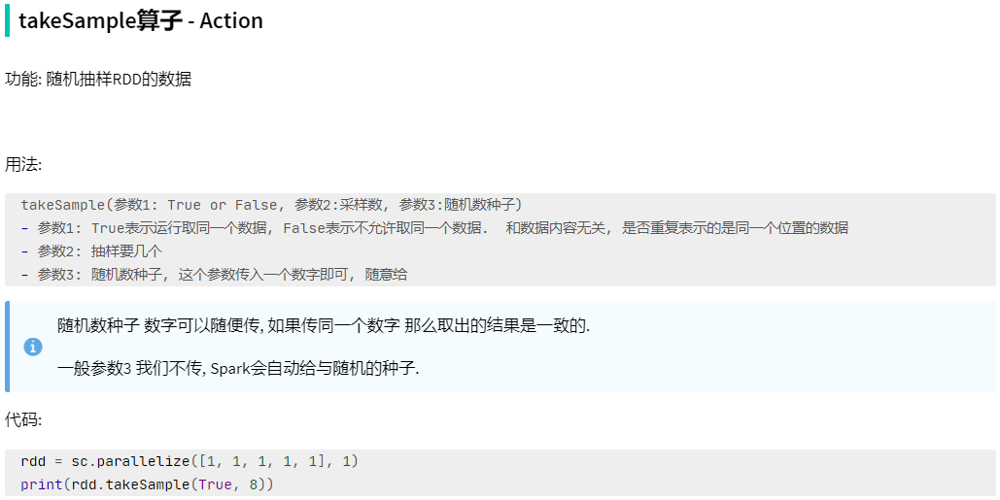 takeSample算子 - Action
功能: 随机抽样RDD的数据
用法:
takeSample(参数1: True or False, 参数2:采样数, 参数3:随机数种子)
- 参数1: True表示运行取同一个数据, False表示不允许取同一个数据.  和数据内容无关, 是否重复表示的是同一个位置的数据
- 参数2: 抽样要几个
- 参数3: 随机数种子, 这个参数传入一个数字即可, 随意给
随机数种子 数字可以随便传, 如果传同一个数字 那么取出的结果是一致的.
一般参数3 我们不传, Spark会自动给与随机的种子.
代码:
rdd = sc.parallelize([1, 1, 1, 1, 1], 1)
print(rdd.takeSample(True, 8))